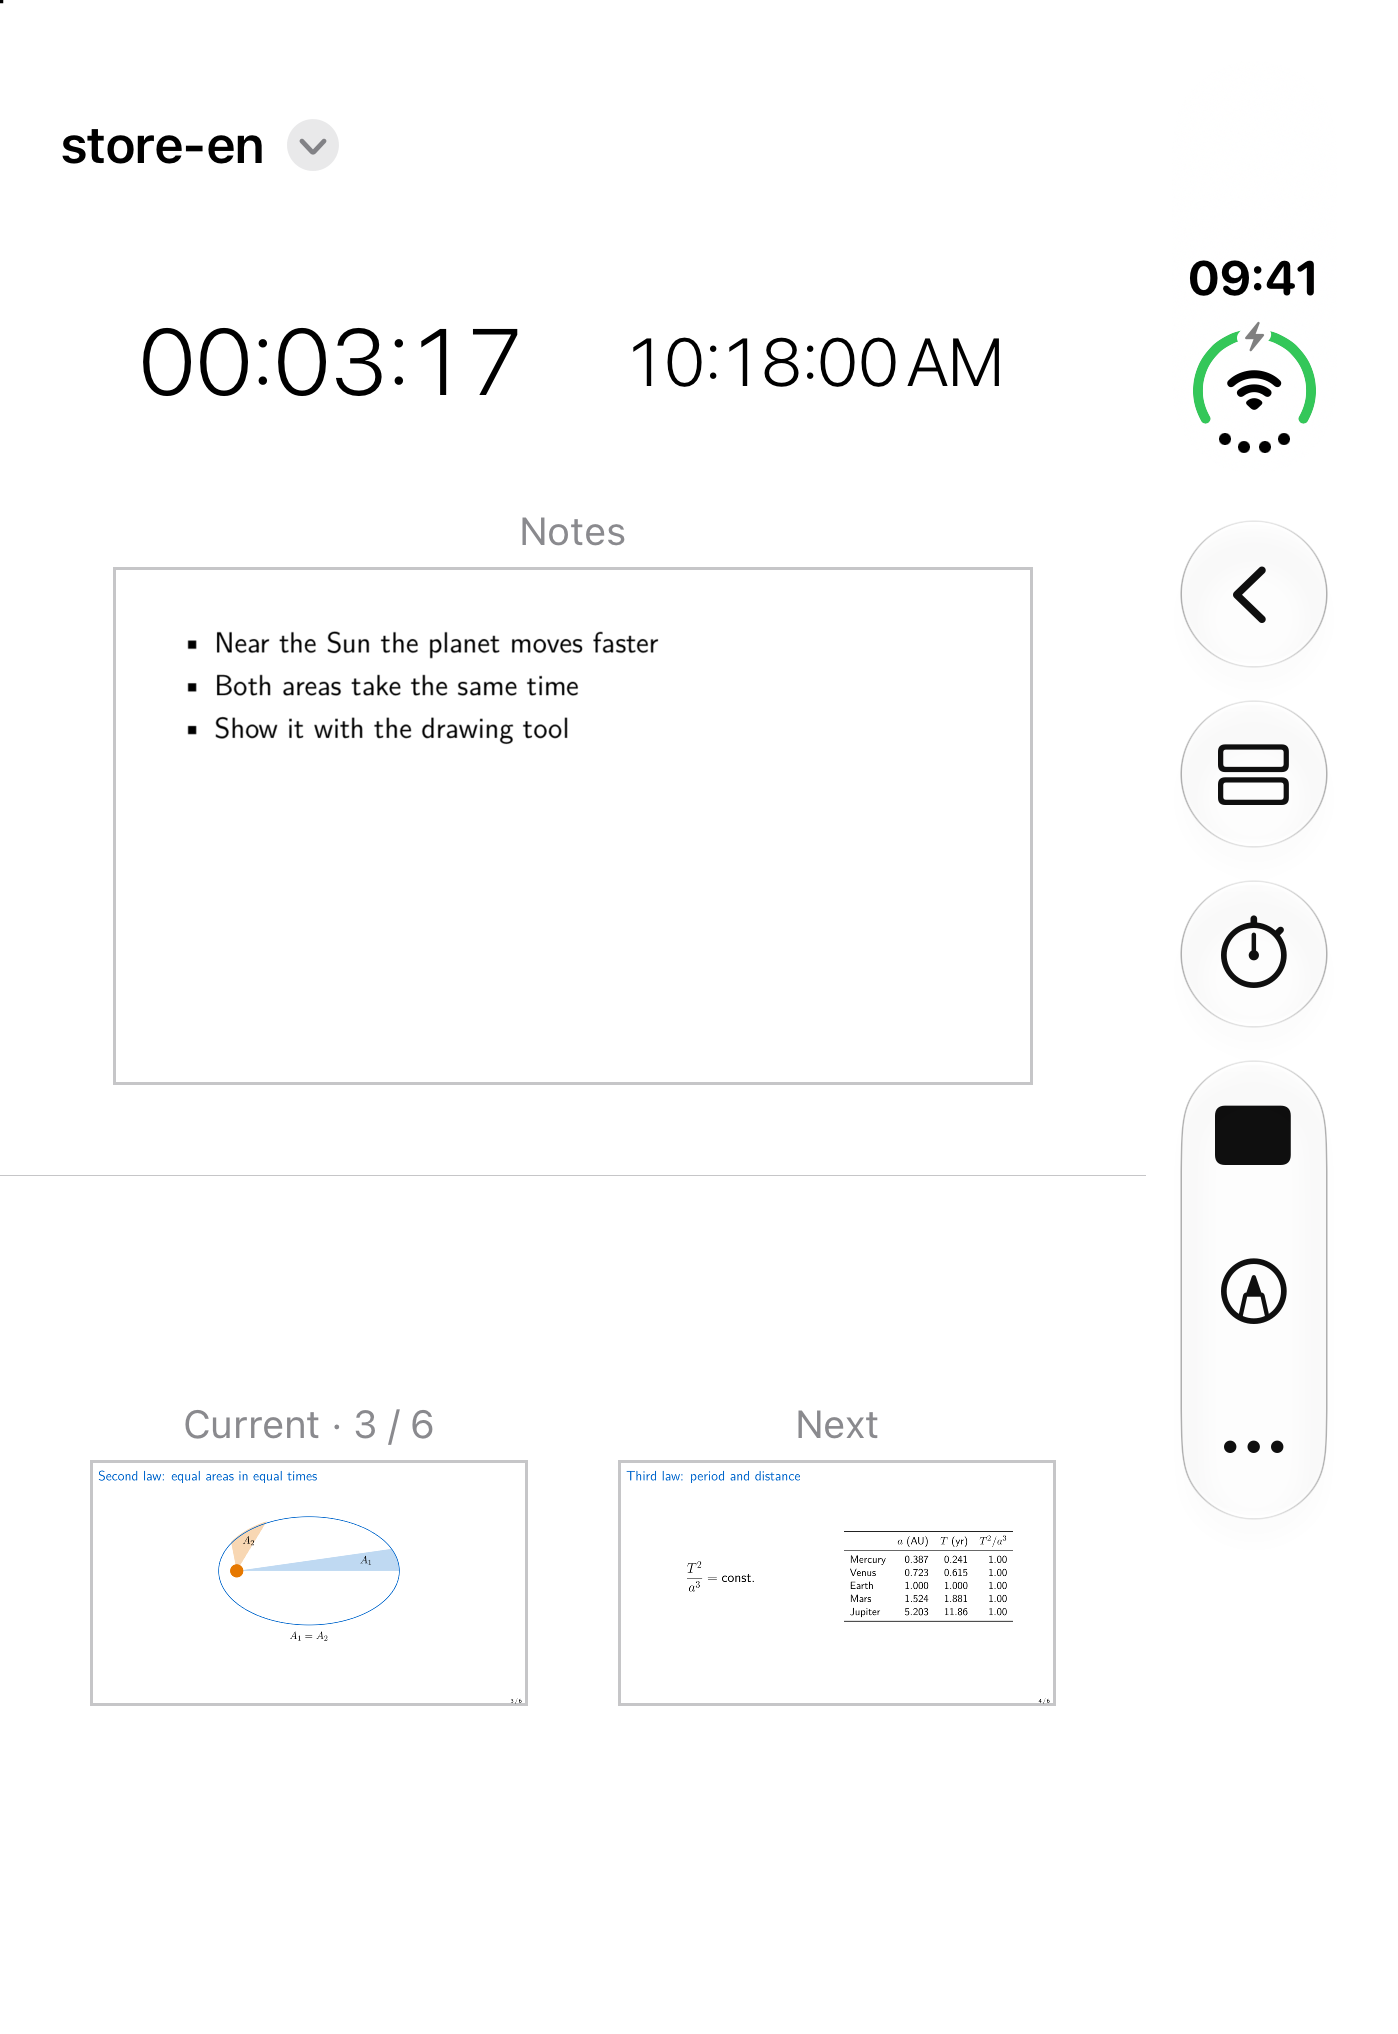 store-en
09:41
00:03:17
10:18:00 AM
Notes
Near the Sun the planet moves faster
Both areas take the same time
Show it with the drawing tool
Current · 3 / 6
Second law: equal areas in equal times
A₂
A₁
A₁ = A₂
3 / 6
Next
Third law: period and distance
T²/a³ = const.
a (AU) T (yr) T²/a³
Mercury 0.387 0.241 1.00
Venus 0.723 0.615 1.00
Earth 1.000 1.000 1.00
Mars 1.524 1.881 1.00
Jupiter 5.203 11.86 1.00
4 / 6